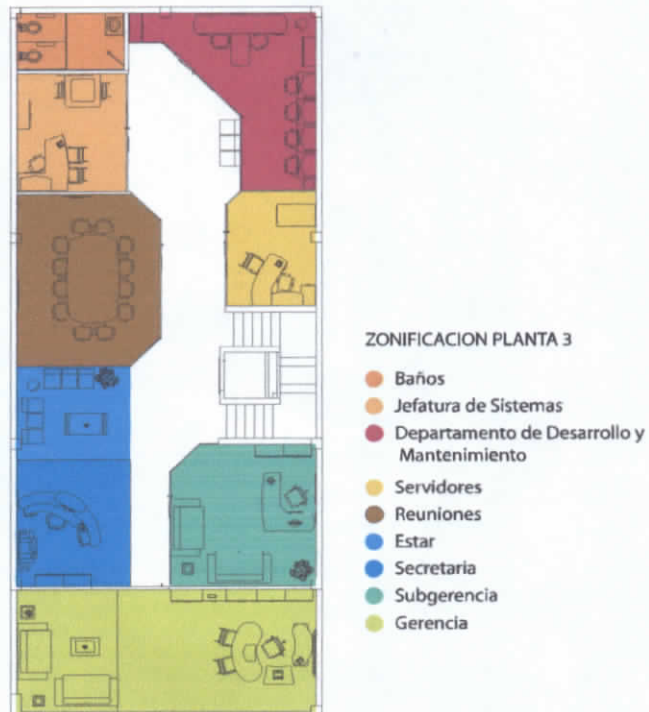 ZONIFICACION PLANTA 3
Baños
Jefatura de Sistemas
Departamento de Desarrollo y
Mantenimiento
Servidores
Reuniones
Estar
Secretaria
Subgerencia
Gerencia